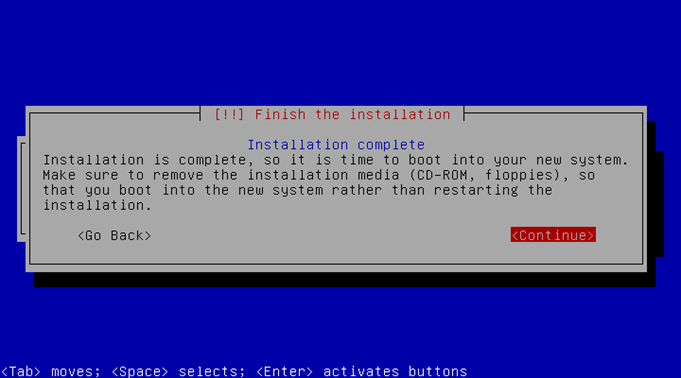 [!!] Finish the installation
Installation complete
Installation is complete, so it is time to boot into your new system.
Make sure to remove the installation media (CD-ROM, floppies), so
that you boot into the new system rather than restarting the
installation.
<Go Back> <Continue>
<Tab> moves; <Space> selects; <Enter> activates buttons